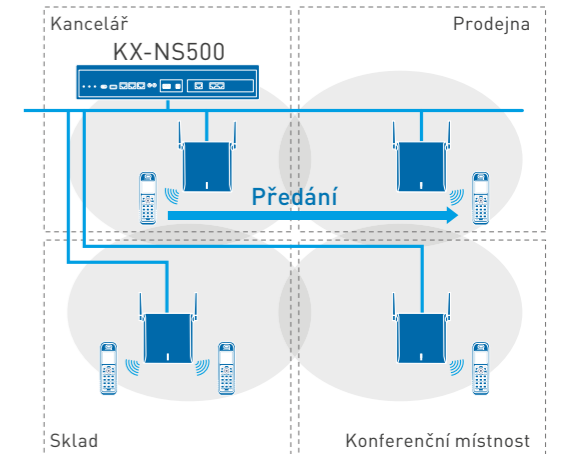 Kancelář
Prodejna
KX-NS500
Předání
Sklad
Konferenční místnost